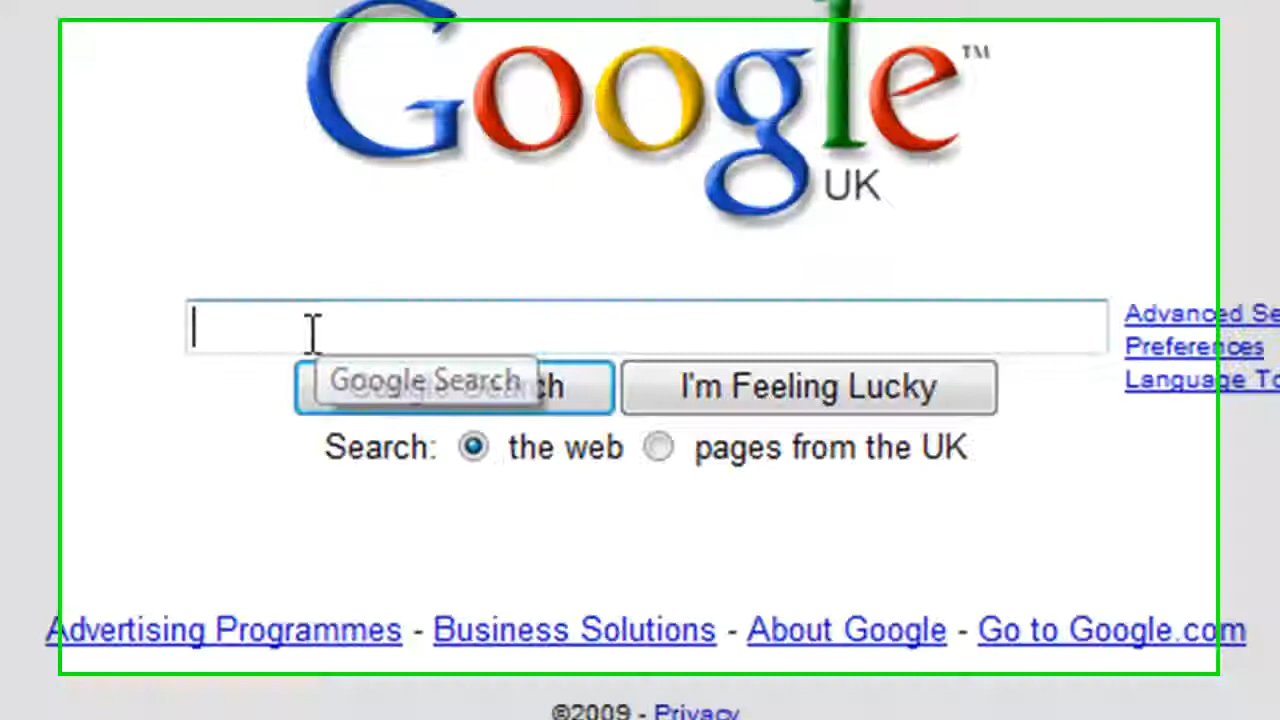 Google™
UK
Advanced Se
Preferences
Language To
Google Search
I'm Feeling Lucky
Search: the web pages from the UK
Advertising Programmes - Business Solutions - About Google - Go to Google.com
©2009 - Privacy